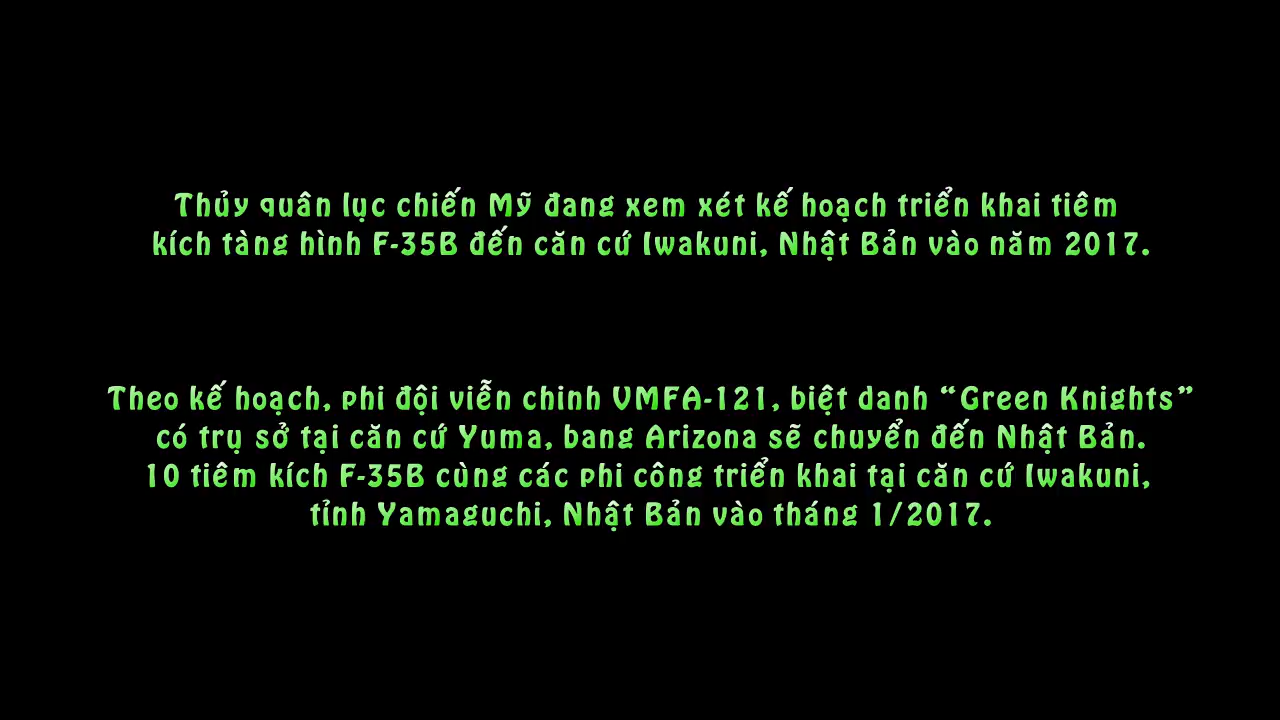 Thủy quân lục chiến Mỹ đang xem xét kế hoạch triển khai tiêm
kích tàng hình F-35B đến căn cứ Iwakuni, Nhật Bản vào năm 2017.
Theo kế hoạch, phi đội viễn chinh VMFA-121, biệt danh “Green Knights”
có trụ sở tại căn cứ Yuma, bang Arizona sẽ chuyển đến Nhật Bản.
10 tiêm kích F-35B cùng các phi công triển khai tại căn cứ Iwakuni,
tỉnh Yamaguchi, Nhật Bản vào tháng 1/2017.